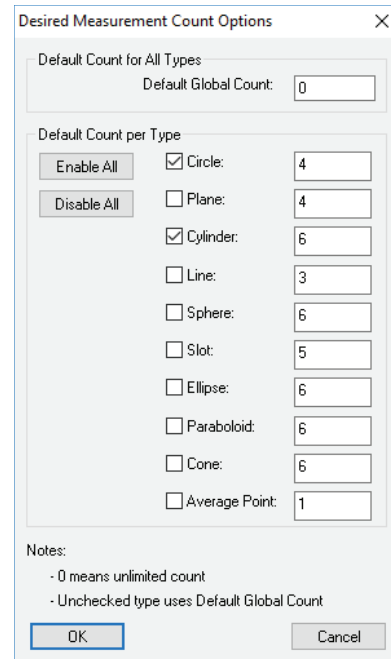 Desired Measurement Count Options
Default Count for All Types
Default Global Count: 0
Default Count per Type
Enable All
Disable All
Circle: 4
Plane: 4
Cylinder: 6
Line: 3
Sphere: 6
Slot: 5
Ellipse: 6
Paraboloid: 6
Cone: 6
Average Point: 1
Notes:
- 0 means unlimited count
- Unchecked type uses Default Global Count
OK Cancel